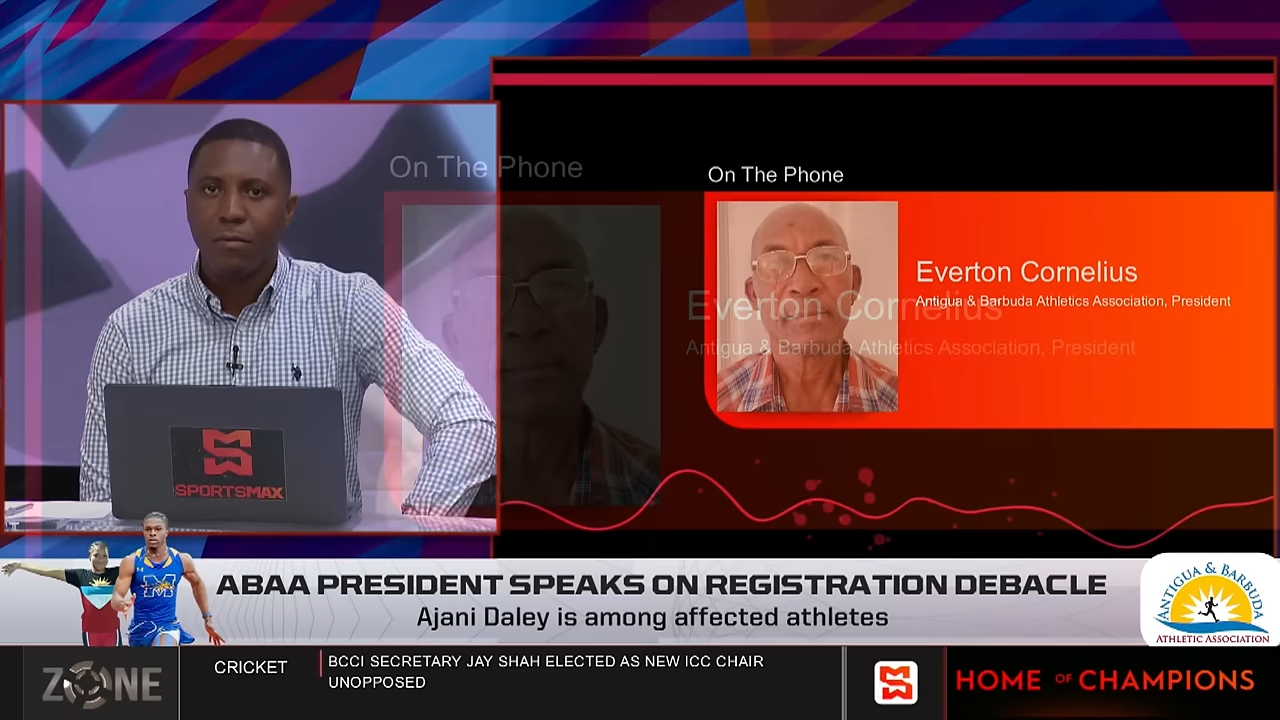 On The Phone
On The Phone
Everton Cornelius
Antigua & Barbuda Athletics Association, President
Everton Cornelius
Antigua & Barbuda Athletics Association, President
SPORTSMAX
M
ABAA PRESIDENT SPEAKS ON REGISTRATION DEBACLE
Ajani Daley is among affected athletes
ANTIGUA & BARBUDA
ATHLETIC ASSOCIATION
ZONE
CRICKET
BCCI SECRETARY JAY SHAH ELECTED AS NEW ICC CHAIR
UNOPPOSED
HOME OF CHAMPIONS